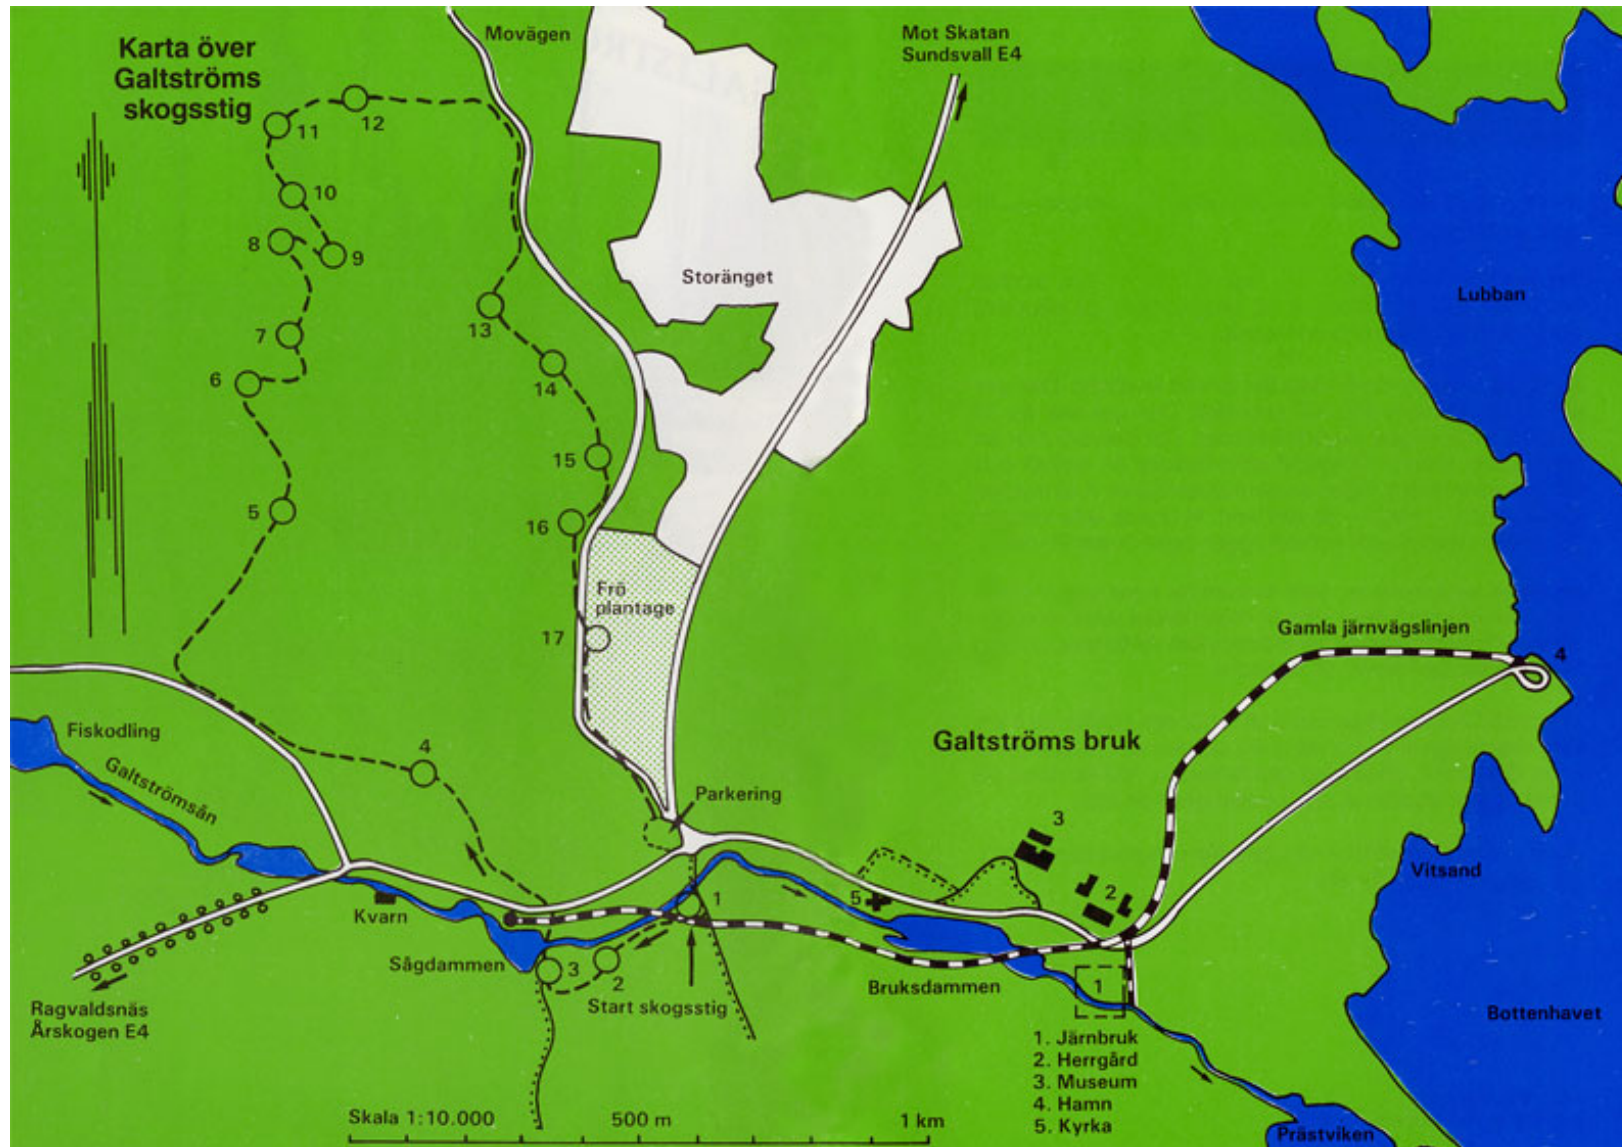 Karta över
Galtströms
skogsstig
Movägen
Mot Skatan
Sundsvall E4
11
12
10
8
9
7
6
5
13
14
15
16
17
Storänget
Lubban
Frö
plantage
Gamla järnvägslinjen
4
Fiskodling
Galtströmsån
4
Parkering
Galtströms bruk
3
2
5
1
Vitsand
Kvarn
Sågdammen
3
2
Start skogsstig
Bruksdammen
1
Bottenhavet
Ragvaldsnäs
Årskogen E4
1. Järnbruk
2. Herrgård
3. Museum
4. Hamn
5. Kyrka
Skala 1:10.000
500 m
1 km
Prästviken